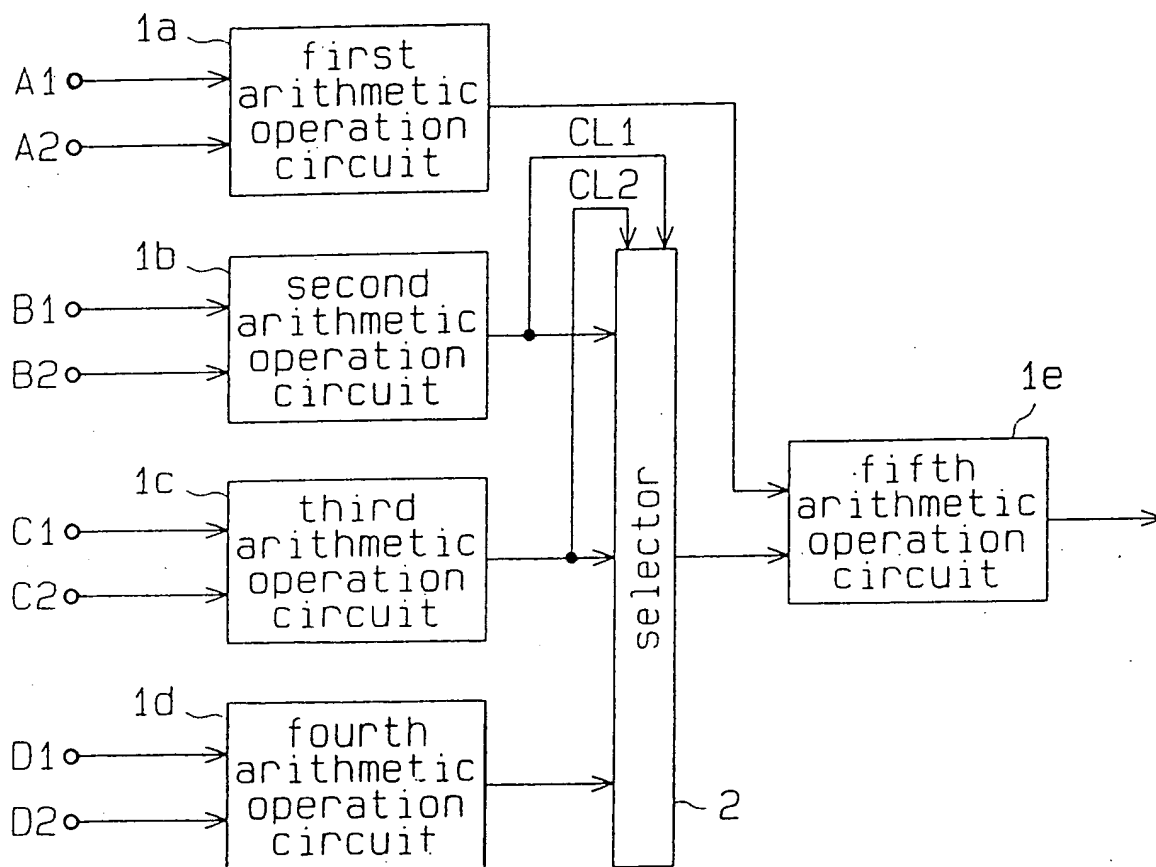 1a
first
arithmetic
operation
circuit
A1
A2
CL1
CL2
1b
second
arithmetic
operation
circuit
B1
B2
1e
fifth
arithmetic
operation
circuit
1c
third
arithmetic
operation
circuit
C1
C2
selector
1d
fourth
arithmetic
operation
circuit
D1
D2
2